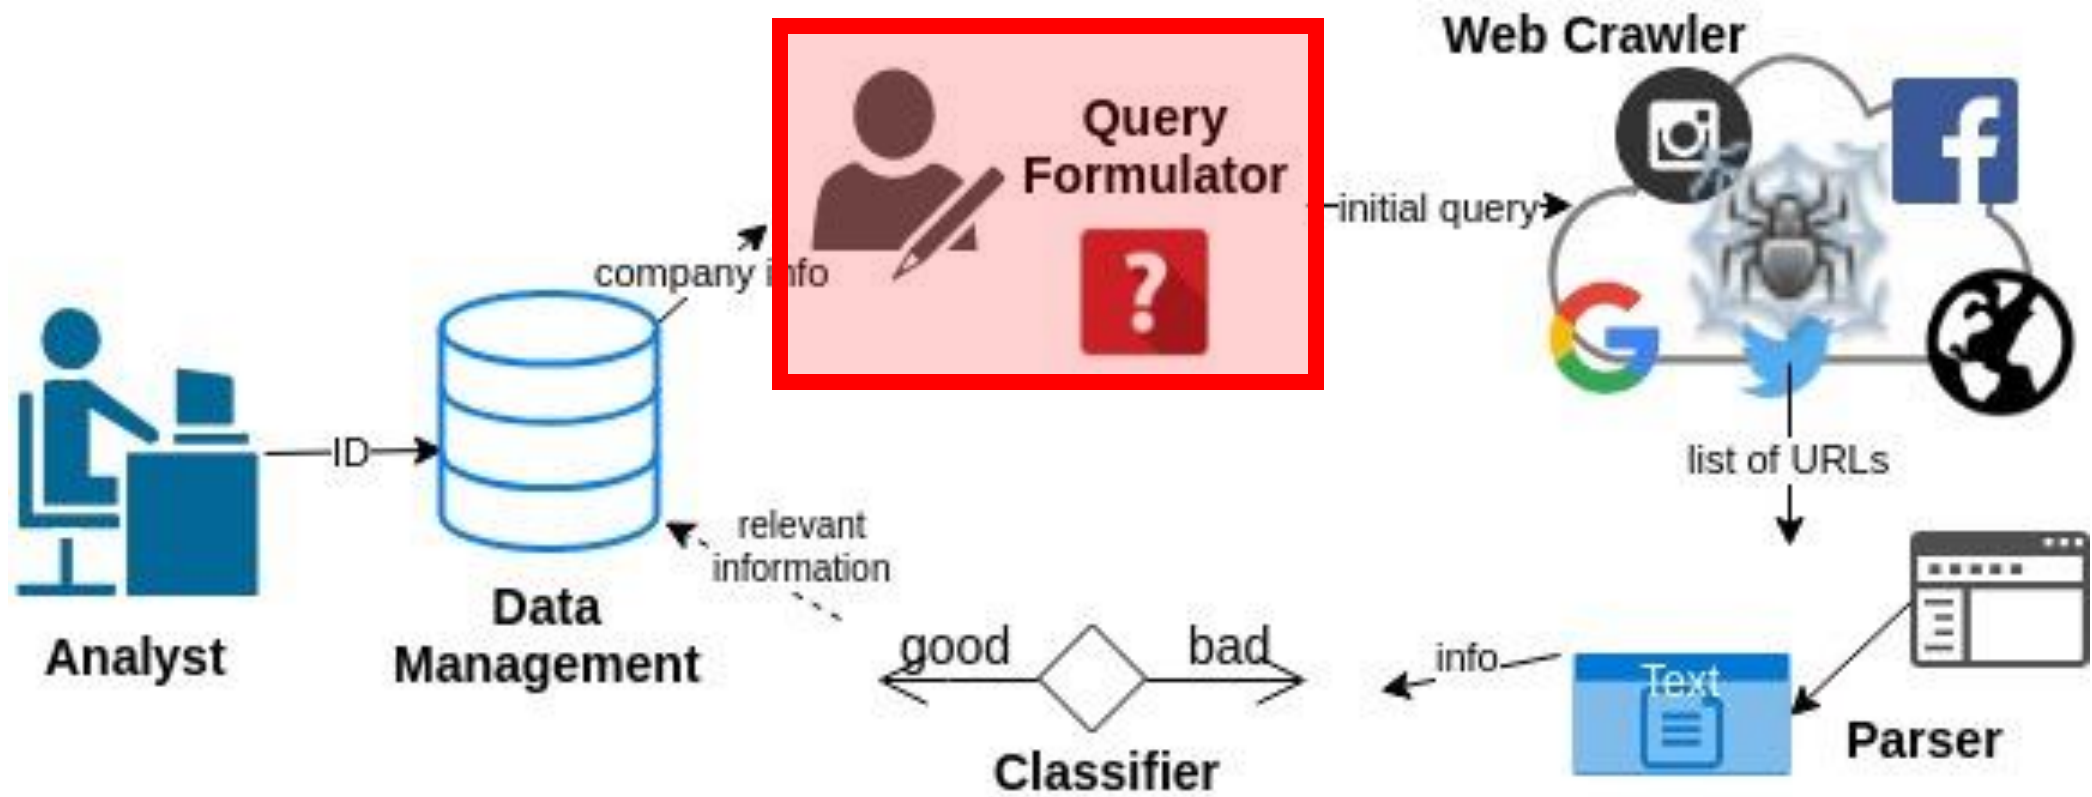 Web Crawler
Query
Formulator
initial query
company info
ID
list of URLs
relevant
information
Data
Management
Analyst
good
bad
info
Text
Parser
Classifier